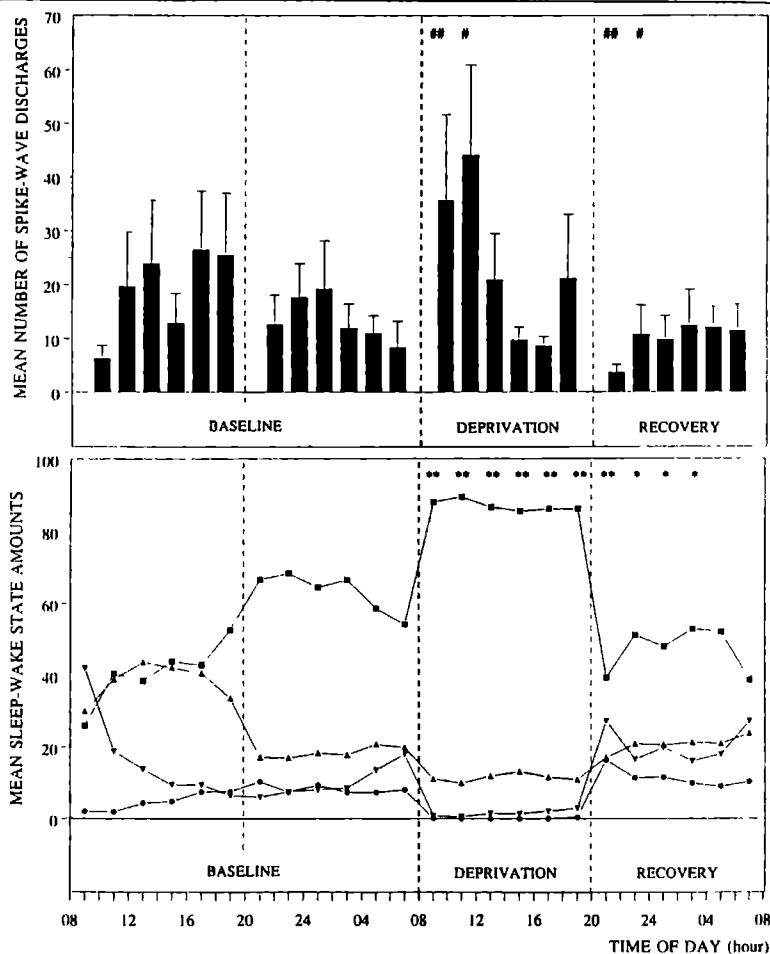 MEAN NUMBER OF SPIKE-WAVE DISCHARGES
70
60
50
40
30
20
10
0
## # ## #
BASELINE DEPRIVATION RECOVERY
MEAN SLEEP-WAKE STATE AMOUNTS
100
80
60
40
20
0
** ** ** ** ** ** ** * * *
BASELINE DEPRIVATION RECOVERY
08 12 16 20 24 04 08 12 16 20 24 04 08
TIME OF DAY (hour)